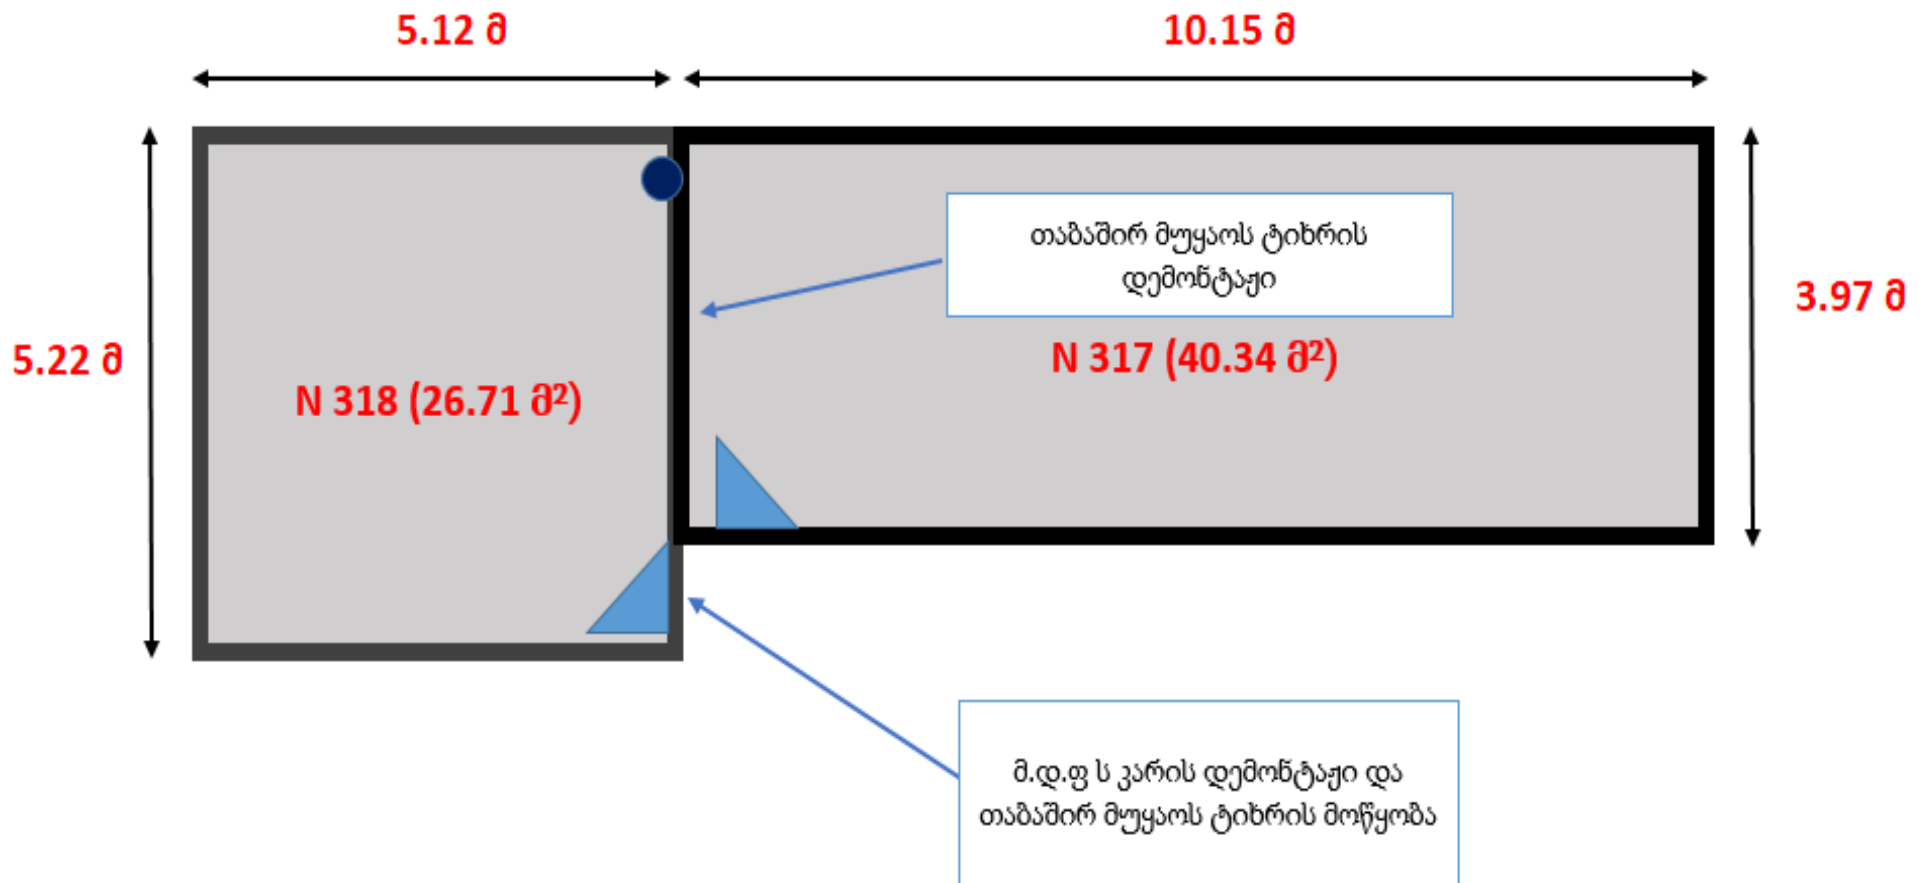 5.12 მ
10.15 მ
თაბაშირ მუყაოს ტიხრის
დემონტაჟი
3.97 მ
5.22 მ
N 317 (40.34 მ²)
N 318 (26.71 მ²)
მ.დ.ფ ს კარის დემონტაჟი და
თაბაშირ მუყაოს ტიხრის მოწყობა